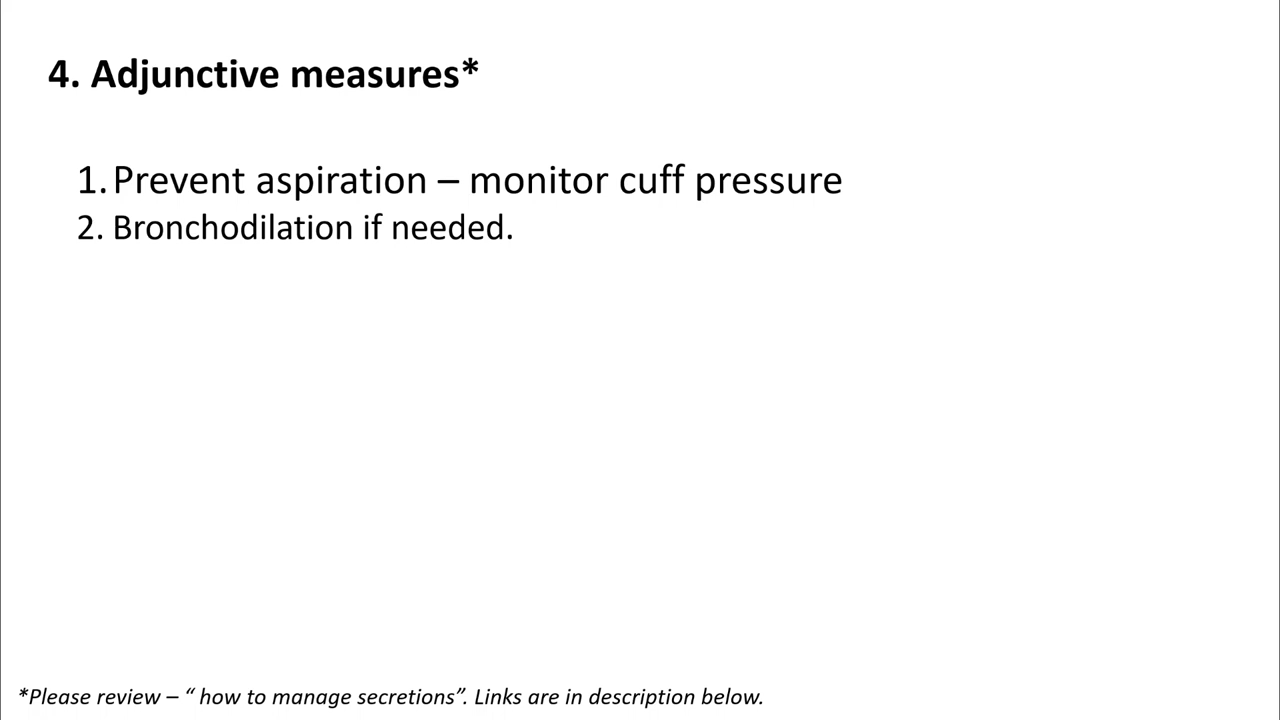 4. Adjunctive measures*
1. Prevent aspiration – monitor cuff pressure
2. Bronchodilation if needed.
*Please review – “ how to manage secretions”. Links are in description below.